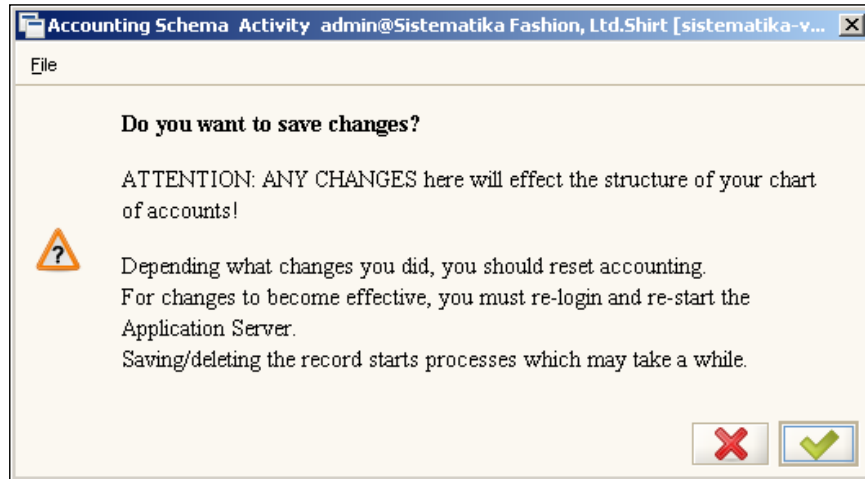 Accounting Schema Activity admin@Sistematika Fashion, Ltd.Shirt [sistematika-v...
File
Do you want to save changes?
ATTENTION: ANY CHANGES here will effect the structure of your chart
of accounts!
?
Depending what changes you did, you should reset accounting.
For changes to become effective, you must re-login and re-start the
Application Server.
Saving/deleting the record starts processes which may take a while.